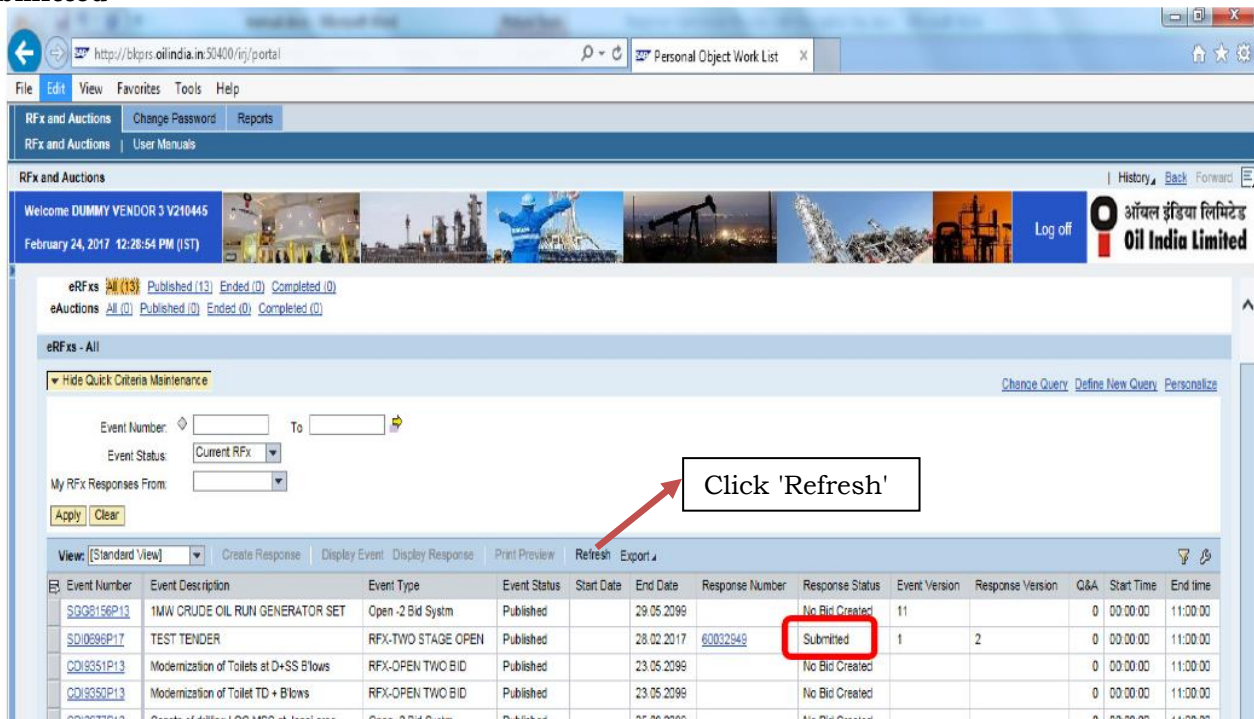 http://bkprs.oilindia.in:50400/irj/portal
Personal Object Work List X
File Edit View Favorites Tools Help
RFx and Auctions Change Password Reports
RFx and Auctions | User Manuals
RFx and Auctions | History Back Forward
Welcome DUMMY VENDOR 3 V210445
February 24, 2017 12:28:54 PM (IST)
Log off
ऑयल इंडिया लिमिटेड
Oil India Limited
eRFxs All (13) Published (13) Ended (0) Completed (0)
eAuctions All (0) Published (0) Ended (0) Completed (0)
eRFxs - All
Hide Quick Criteria Maintenance
Change Query Define New Query Personalize
Event Number: To
Event Status: Current RFx
My RFx Responses From:
Apply Clear
Click 'Refresh'
View: [Standard View] Create Response Display Event Display Response Print Preview Refresh Export
Event Number Event Description Event Type Event Status Start Date End Date Response Number Response Status Event Version Response Version Q&A Start Time End time
SGG8156P13 1MW CRUDE OIL RUN GENERATOR SET Open -2 Bid Systm Published 29.05.2099 No Bid Created 11 0 00:00:00 11:00:00
SDI0696P17 TEST TENDER RFX-TWO STAGE OPEN Published 28.02.2017 60032949 Submitted 1 2 0 00:00:00 11:00:00
CDI9351P13 Modernization of Toilets at D+SS B'lows RFX-OPEN TWO BID Published 23.05.2099 No Bid Created 0 00:00:00 11:00:00
CDI9350P13 Modernization of Toilet TD + B'lows RFX-OPEN TWO BID Published 23.05.2099 No Bid Created 0 00:00:00 11:00:00